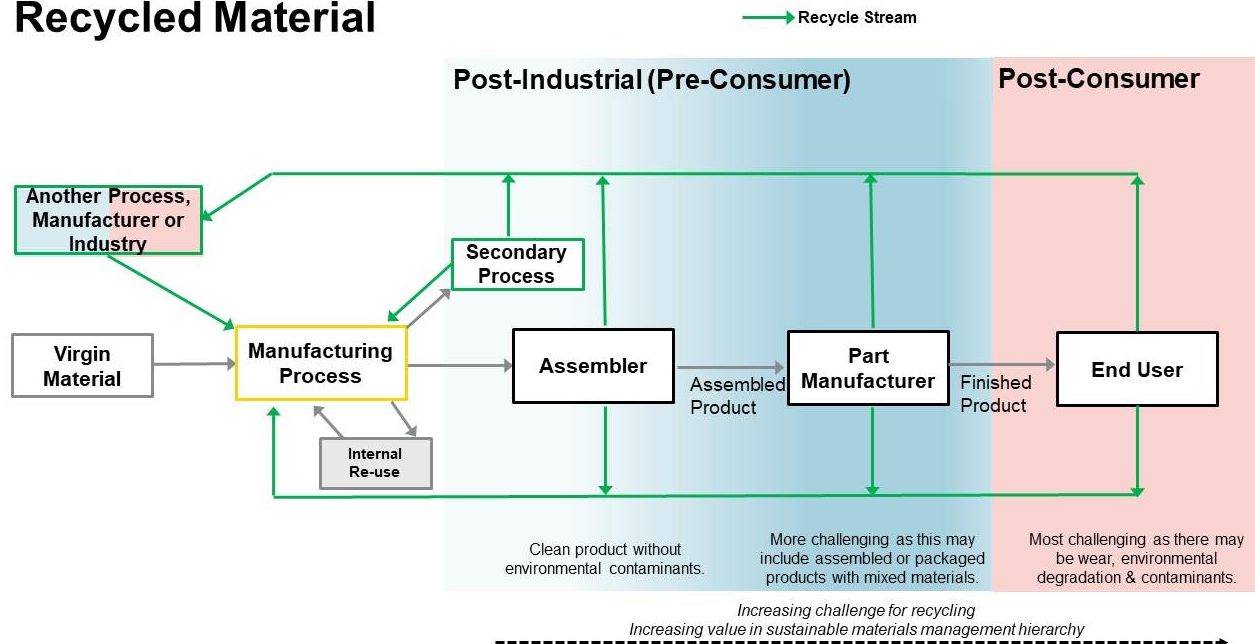 Recycled Material
Recycle Stream
Post-Industrial (Pre-Consumer)
Post-Consumer
Another Process,
Manufacturer or
Industry
Secondary
Process
Virgin
Material
Manufacturing
Process
Assembler
Assembled
Product
Part
Manufacturer
Finished
Product
End User
Internal
Re-use
Clean product without
environmental contaminants.
More challenging as this may
include assembled or packaged
products with mixed materials.
Most challenging as there may
be wear, environmental
degradation & contaminants.
Increasing challenge for recycling
Increasing value in sustainable materials management hierarchy